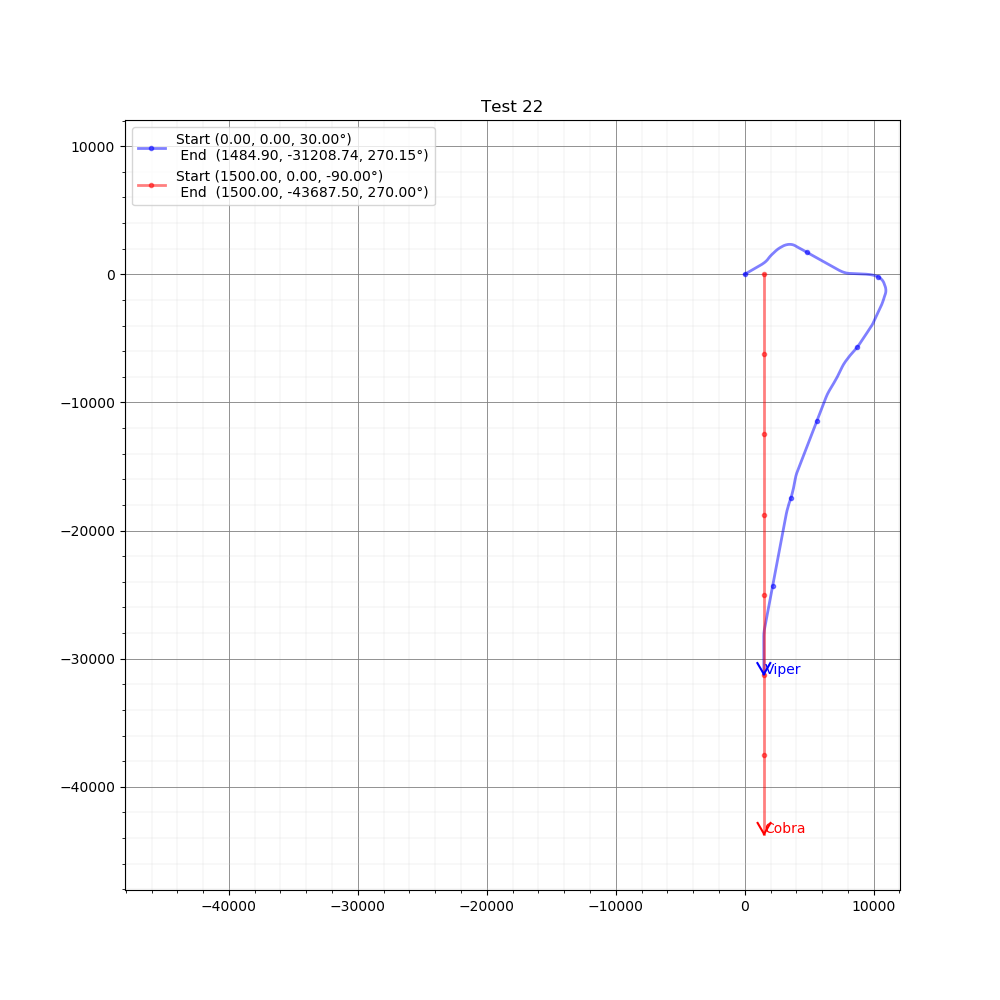 Test 22
Start (0.00, 0.00, 30.00°)
End (1484.90, -31208.74, 270.15°)
Start (1500.00, 0.00, -90.00°)
End (1500.00, -43687.50, 270.00°)
10000
0
−10000
−20000
−30000
−40000
Viper
Cobra
−40000 −30000 −20000 −10000 0 10000